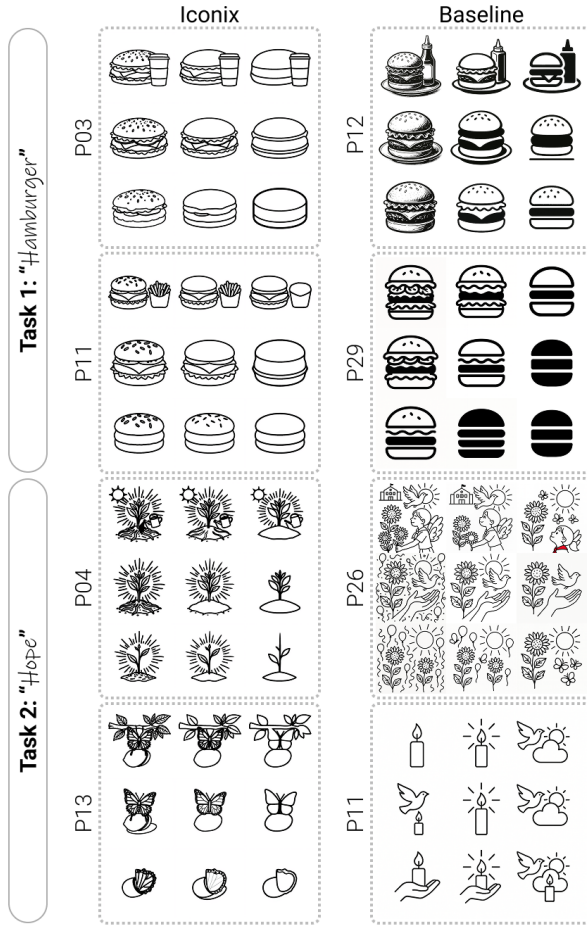 Iconix
Baseline
Task 1: "Hamburger"
P03
P12
P11
P29
Task 2: "Hope"
P04
P26
P13
P11